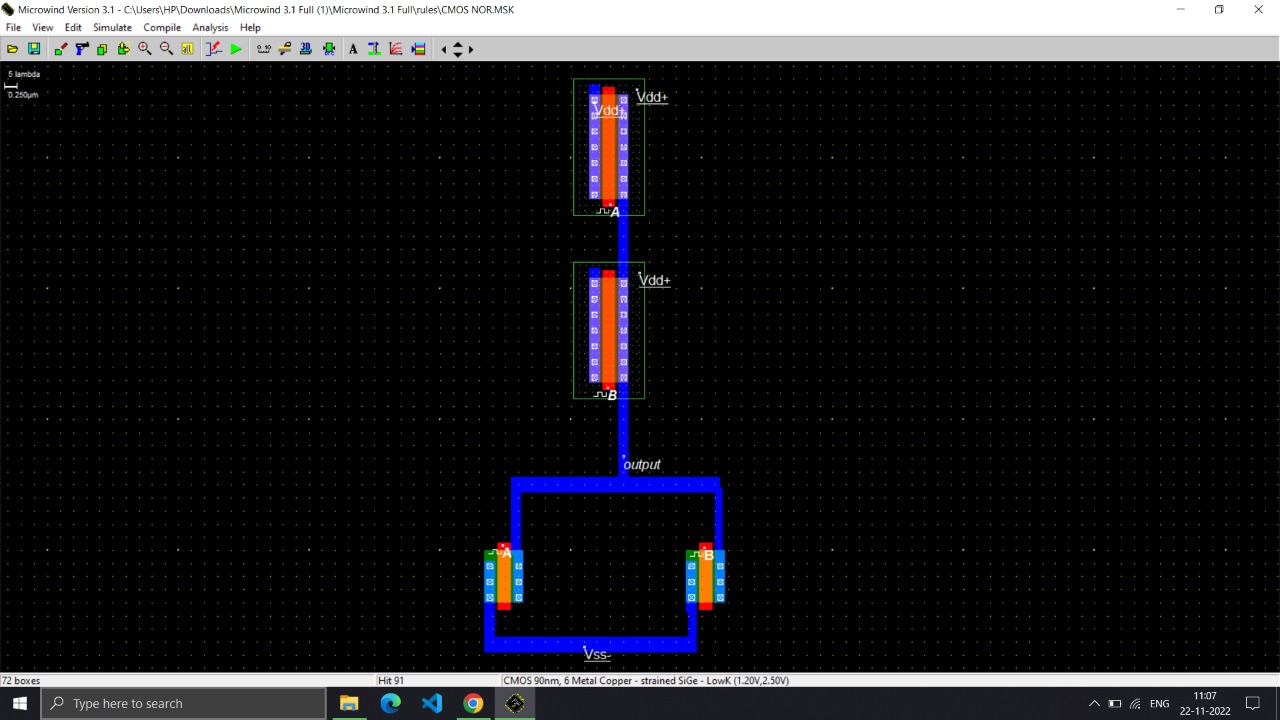 Microwind Version 3.1 - C:\Users\HP\Downloads\Microwind 3.1 Full (1)\Microwind 3.1 Full\rules\CMOS NOR.MSK
File View Edit Simulate Compile Analysis Help
5 lambda
0.250µm
Vdd+
Vdd+
A
Vdd+
B
output
A
B
Vss-
72 boxes
Hit 91
CMOS 90nm, 6 Metal Copper - strained SiGe - LowK (1.20V,2.50V)
Type here to search
ENG
11:07
22-11-2022